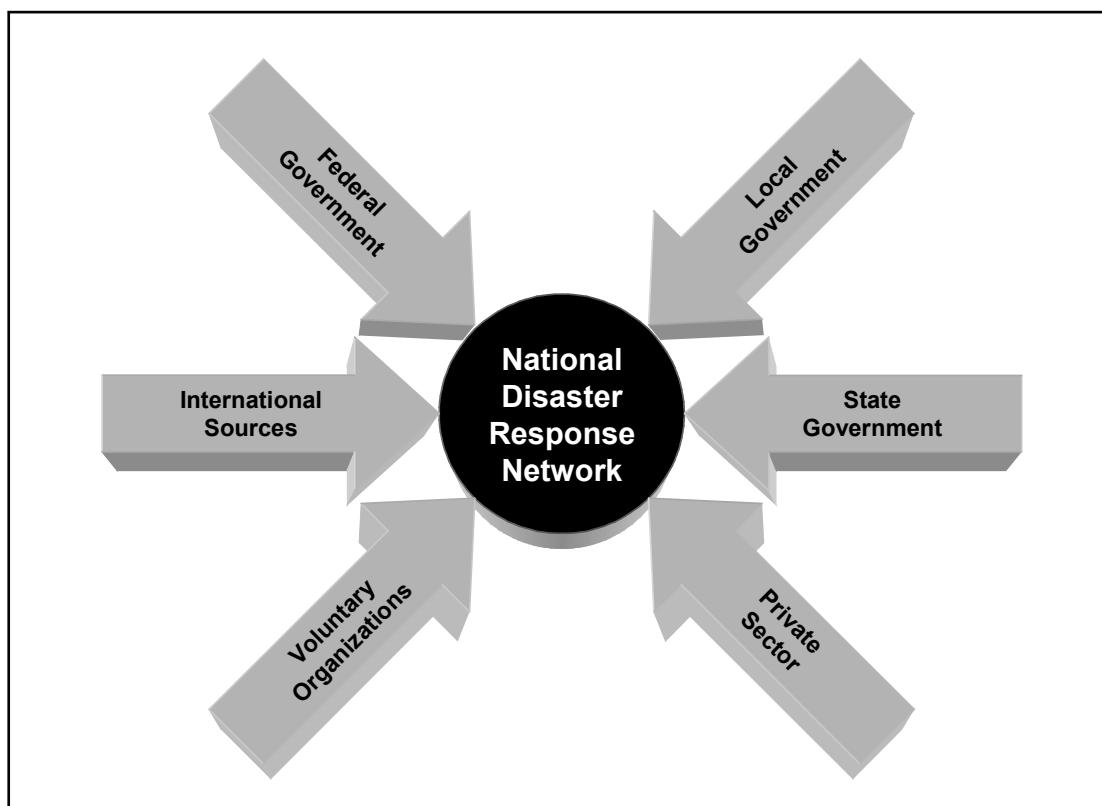 Federal
Government
Local
Government
National
Disaster
Response
Network
International
Sources
State
Government
Voluntary
Organizations
Private
Sector